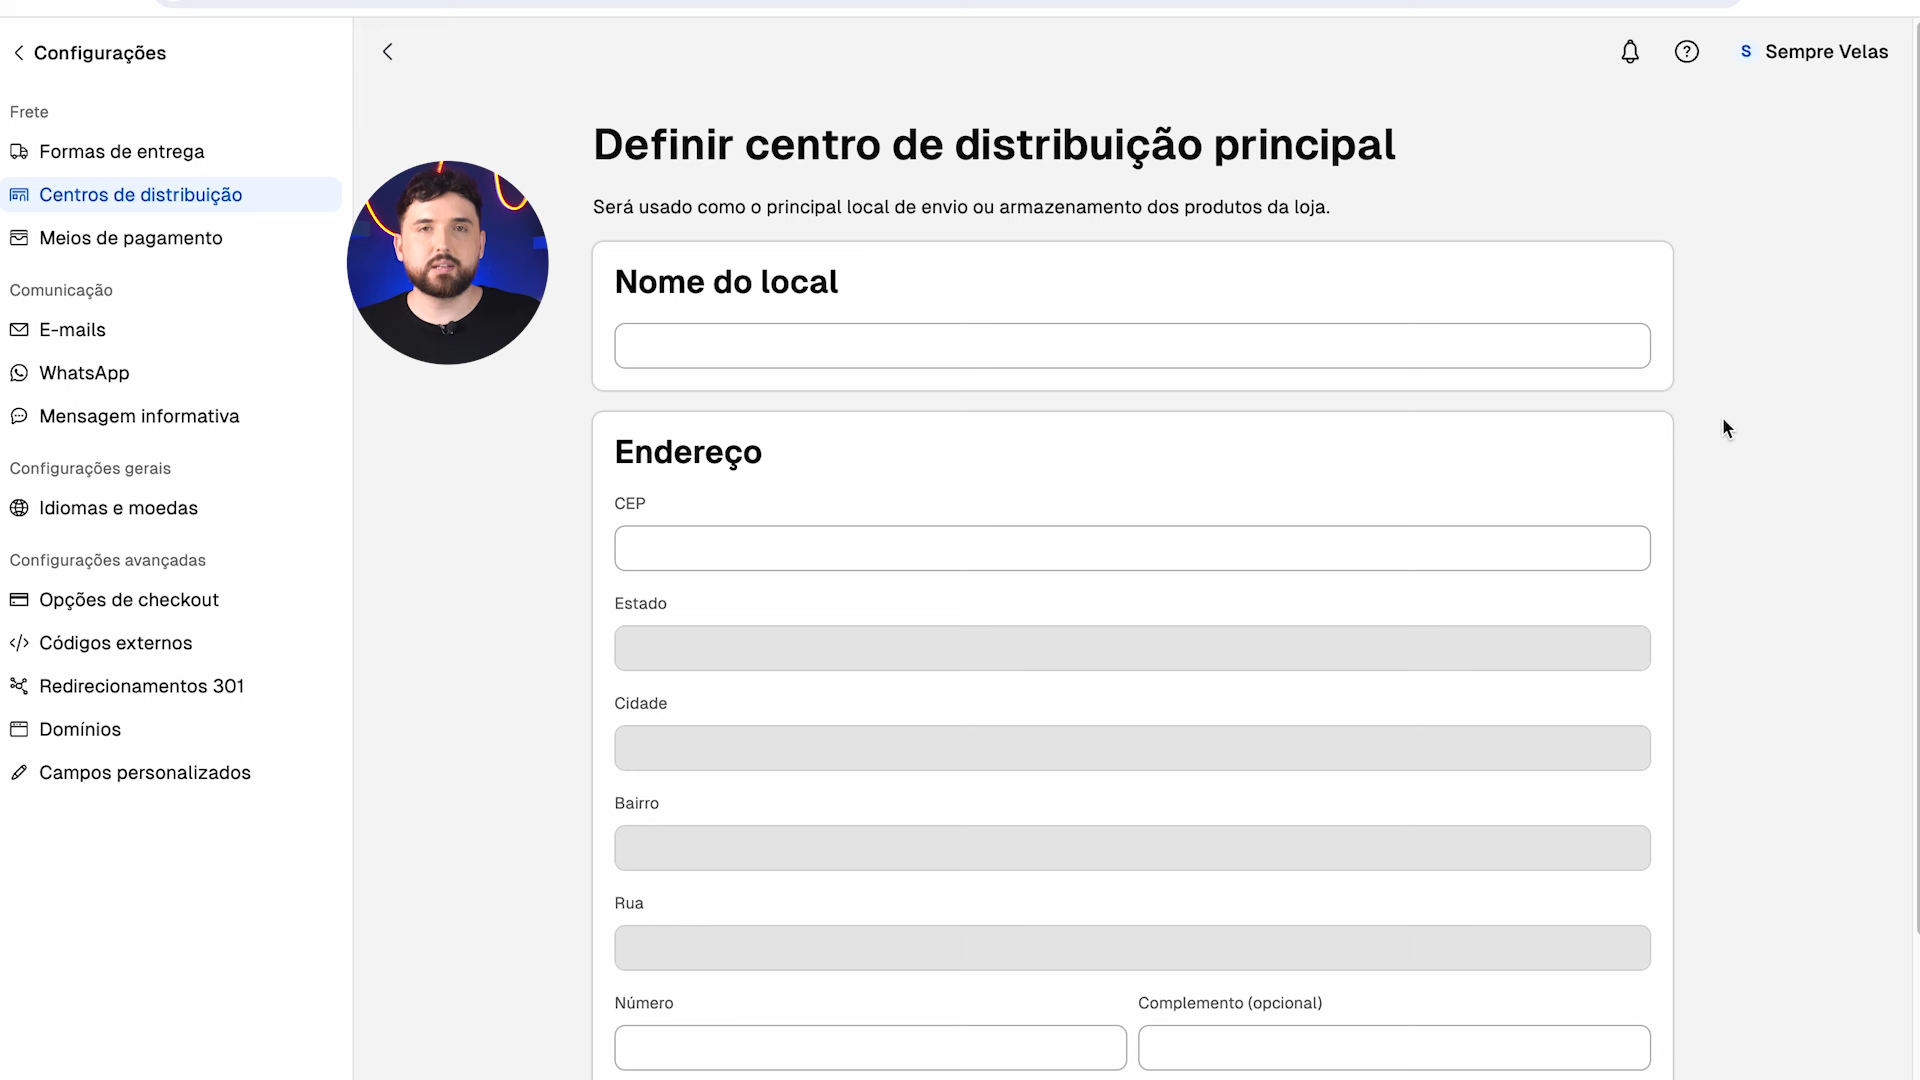 Configurações
Frete
Formas de entrega
Centros de distribuição
Meios de pagamento
Comunicação
E-mails
WhatsApp
Mensagem informativa
Configurações gerais
Idiomas e moedas
Configurações avançadas
Opções de checkout
Códigos externos
Redirecionamentos 301
Domínios
Campos personalizados
S Sempre Velas
Definir centro de distribuição principal
Será usado como o principal local de envio ou armazenamento dos produtos da loja.
Nome do local
Endereço
CEP
Estado
Cidade
Bairro
Rua
Número
Complemento (opcional)